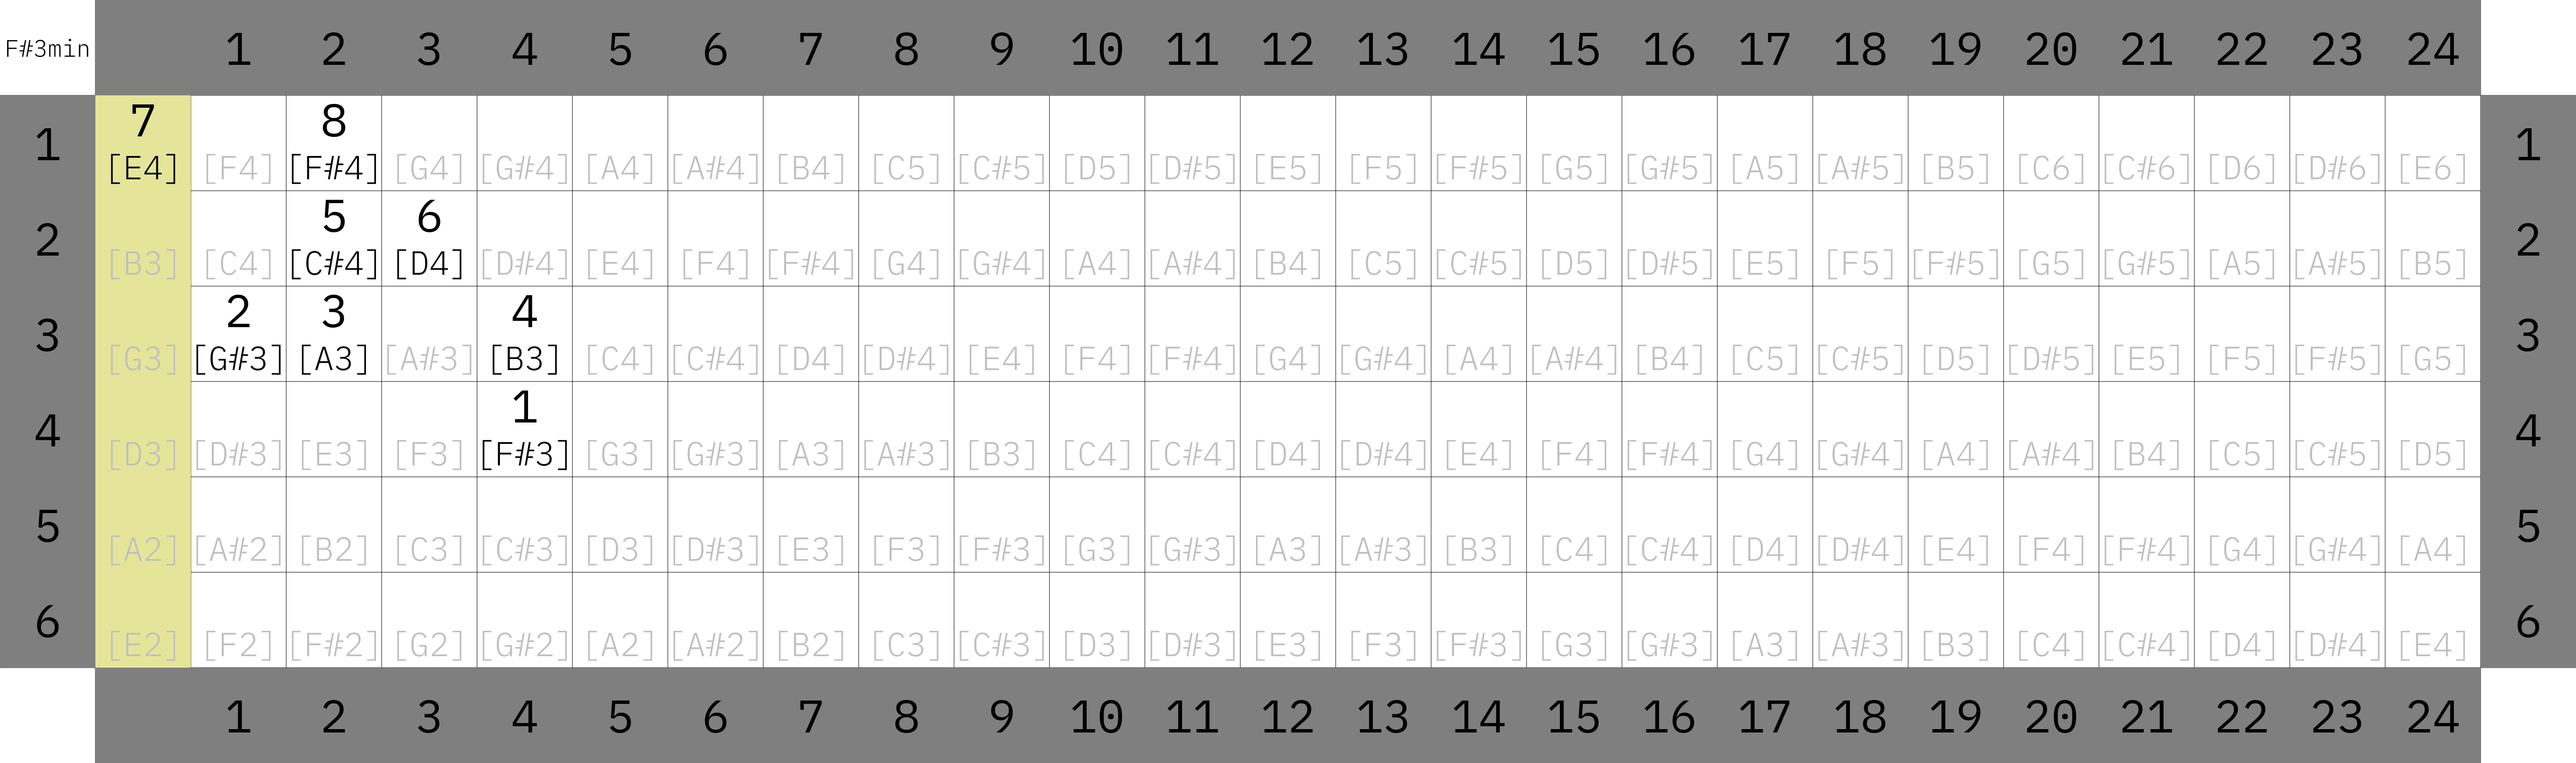 F#3min 1 2 3 4 5 6 7 8 9 10 11 12 13 14 15 16 17 18 19 20 21 22 23 24
7 8
1 [E4] [F4] [F#4] [G4] [G#4] [A4] [A#4] [B4] [C5] [C#5] [D5] [D#5] [E5] [F5] [F#5] [G5] [G#5] [A5] [A#5] [B5] [C6] [C#6] [D6] [D#6] [E6] 1
5 6
2 [B3] [C4] [C#4] [D4] [D#4] [E4] [F4] [F#4] [G4] [G#4] [A4] [A#4] [B4] [C5] [C#5] [D5] [D#5] [E5] [F5] [F#5] [G5] [G#5] [A5] [A#5] [B5] 2
2 3 4
3 [G3] [G#3] [A3] [A#3] [B3] [C4] [C#4] [D4] [D#4] [E4] [F4] [F#4] [G4] [G#4] [A4] [A#4] [B4] [C5] [C#5] [D5] [D#5] [E5] [F5] [F#5] [G5] 3
1
4 [D3] [D#3] [E3] [F3] [F#3] [G3] [G#3] [A3] [A#3] [B3] [C4] [C#4] [D4] [D#4] [E4] [F4] [F#4] [G4] [G#4] [A4] [A#4] [B4] [C5] [C#5] [D5] 4
5 [A2] [A#2] [B2] [C3] [C#3] [D3] [D#3] [E3] [F3] [F#3] [G3] [G#3] [A3] [A#3] [B3] [C4] [C#4] [D4] [D#4] [E4] [F4] [F#4] [G4] [G#4] [A4] 5
6 [E2] [F2] [F#2] [G2] [G#2] [A2] [A#2] [B2] [C3] [C#3] [D3] [D#3] [E3] [F3] [F#3] [G3] [G#3] [A3] [A#3] [B3] [C4] [C#4] [D4] [D#4] [E4] 6
1 2 3 4 5 6 7 8 9 10 11 12 13 14 15 16 17 18 19 20 21 22 23 24